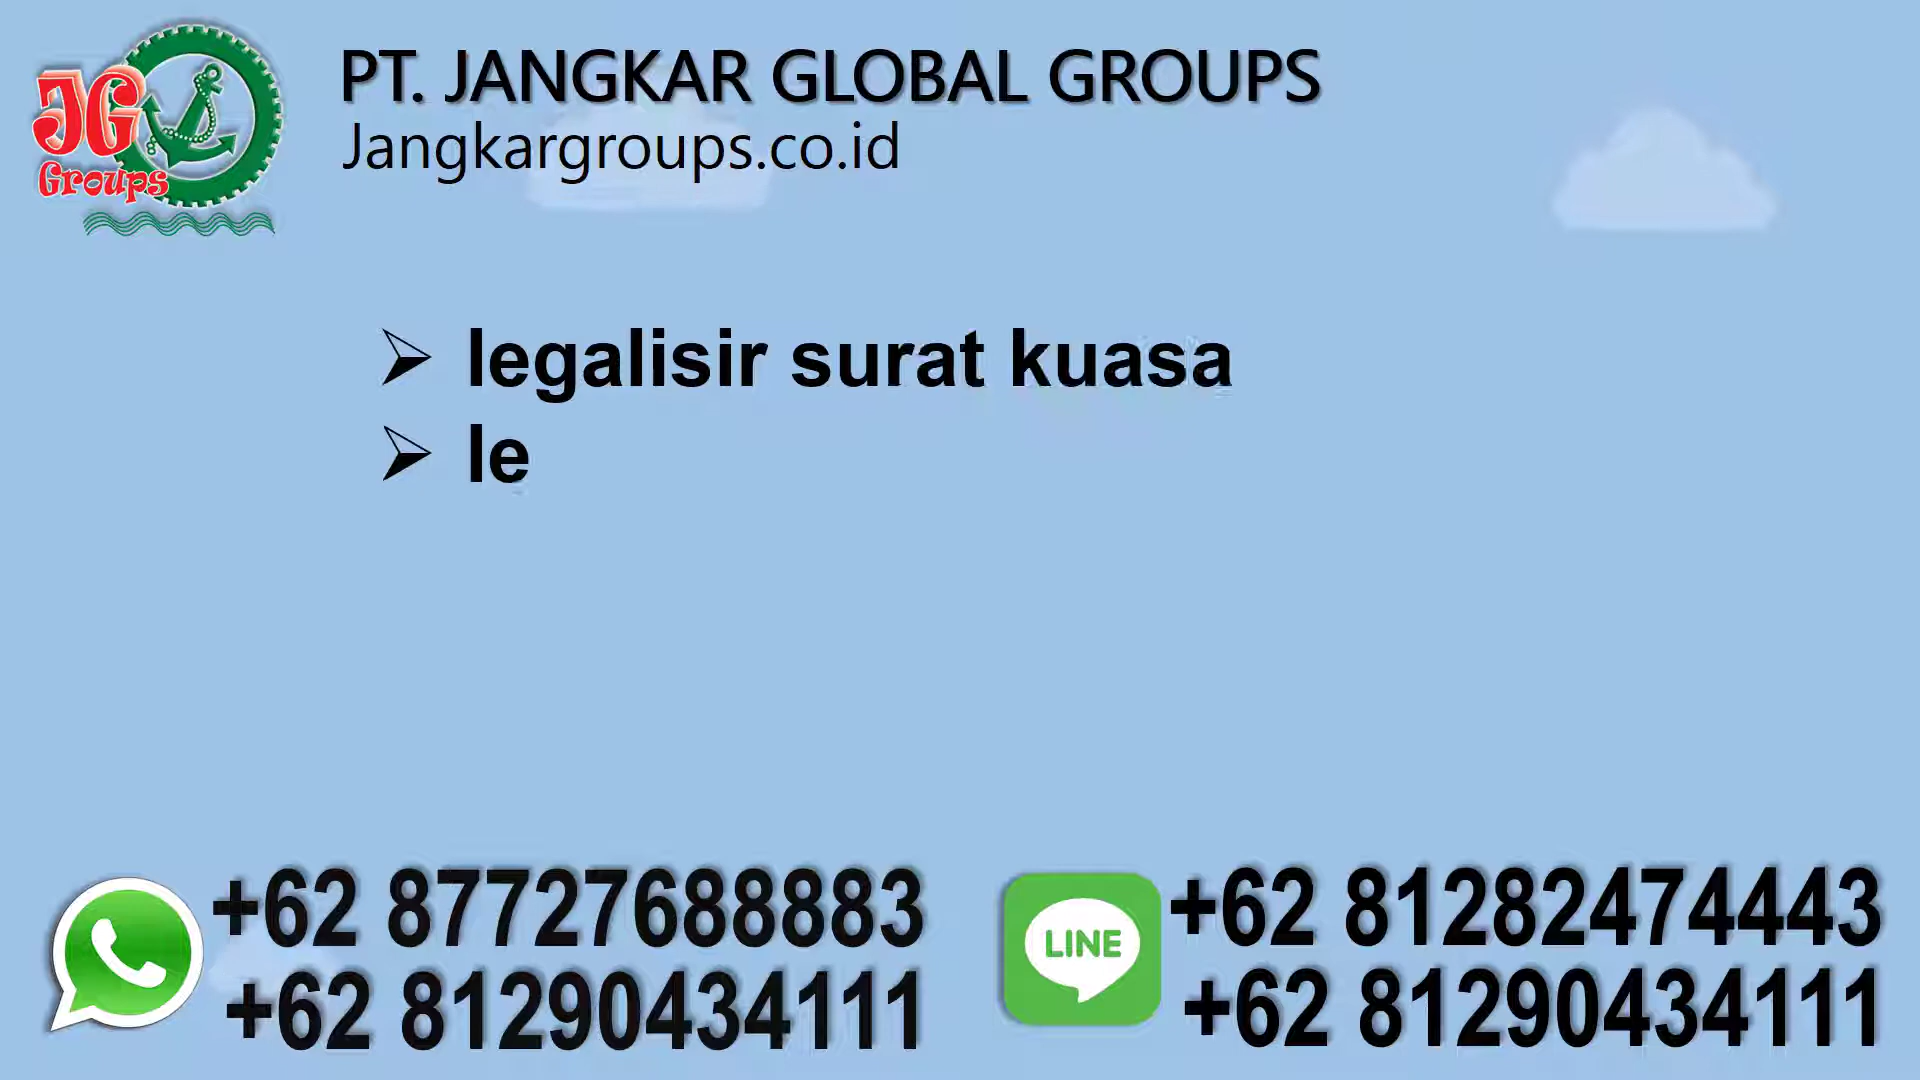 JG
Groups
PT. JANGKAR GLOBAL GROUPS
Jangkargroups.co.id
legalisir surat kuasa
le
+62 87727688883
+62 81290434111
LINE
+62 81282474443
+62 81290434111